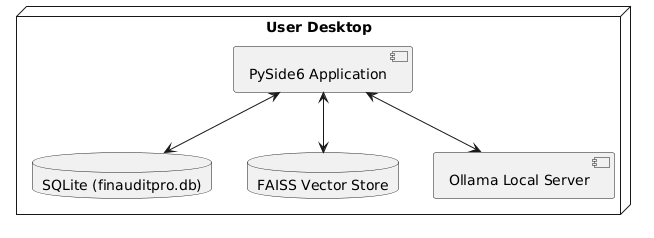 User Desktop
PySide6 Application
SQLite (finauditpro.db)
FAISS Vector Store
Ollama Local Server